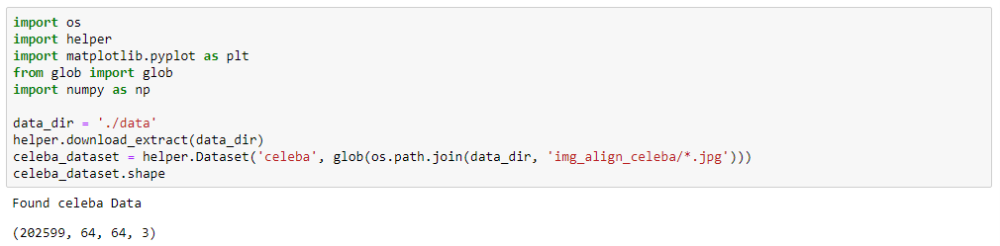 import os
import helper
import matplotlib.pyplot as plt
from glob import glob
import numpy as np
data_dir = './data'
helper.download_extract(data_dir)
celeba_dataset = helper.Dataset('celeba', glob(os.path.join(data_dir, 'img_align_celeba/*.jpg')))
celeba_dataset.shape
Found celeba Data
(202599, 64, 64, 3)